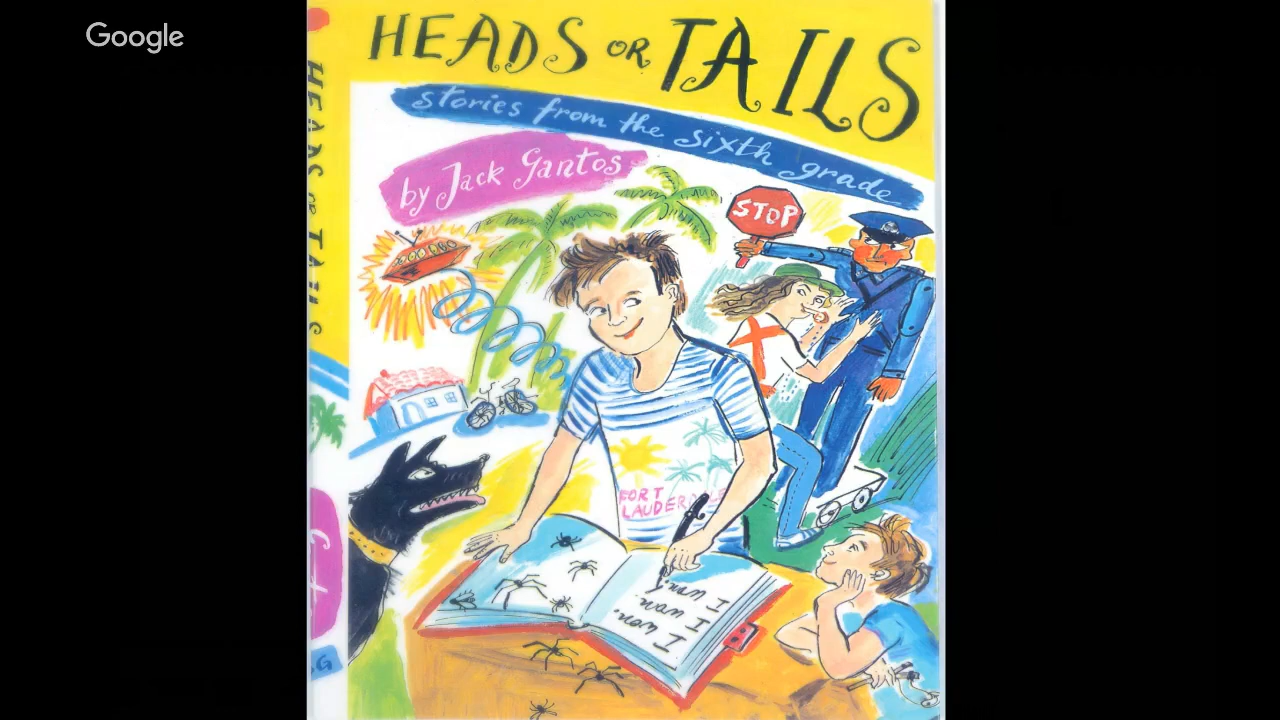 Google
HEADS OR TAILS
stories from the sixth grade
by Jack Gantos
STOP
FORT
LAUDERDALE
I won.
I won.
I won
HEADS OR TAILS
G